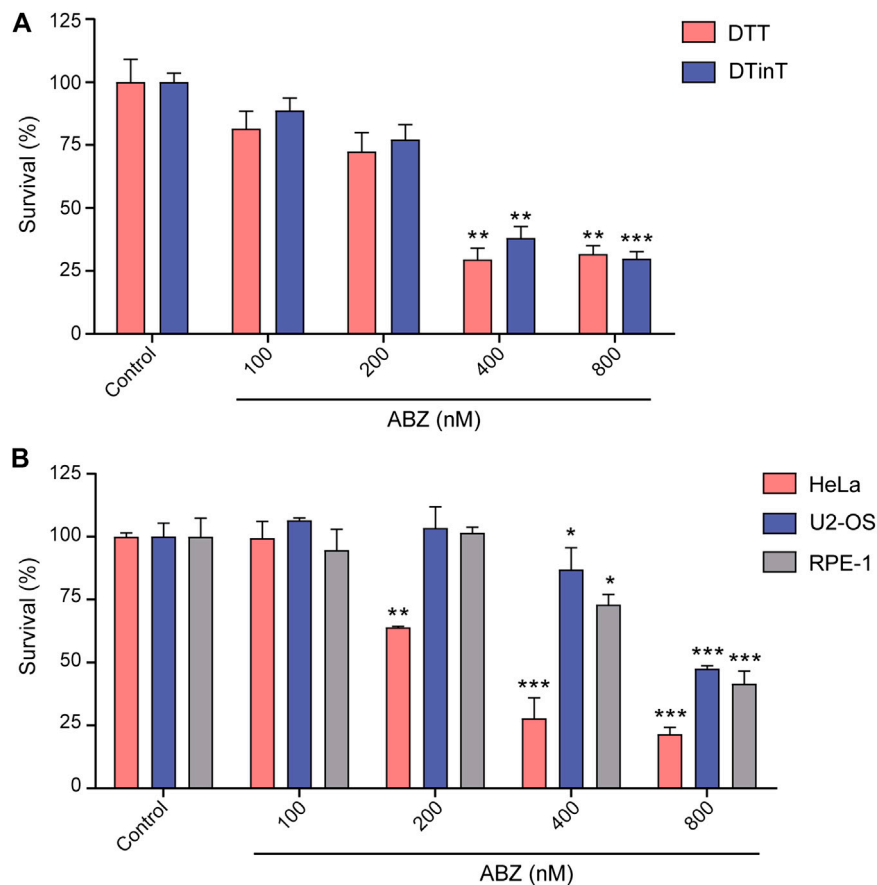 A
125
100
75
50
25
0
Survival (%)
DTT
DTinT
** ** ** ***
Control 100 200 400 800
ABZ (nM)
B
125
100
75
50
25
0
Survival (%)
HeLa
U2-OS
RPE-1
** *** * * *** *** ***
Control 100 200 400 800
ABZ (nM)